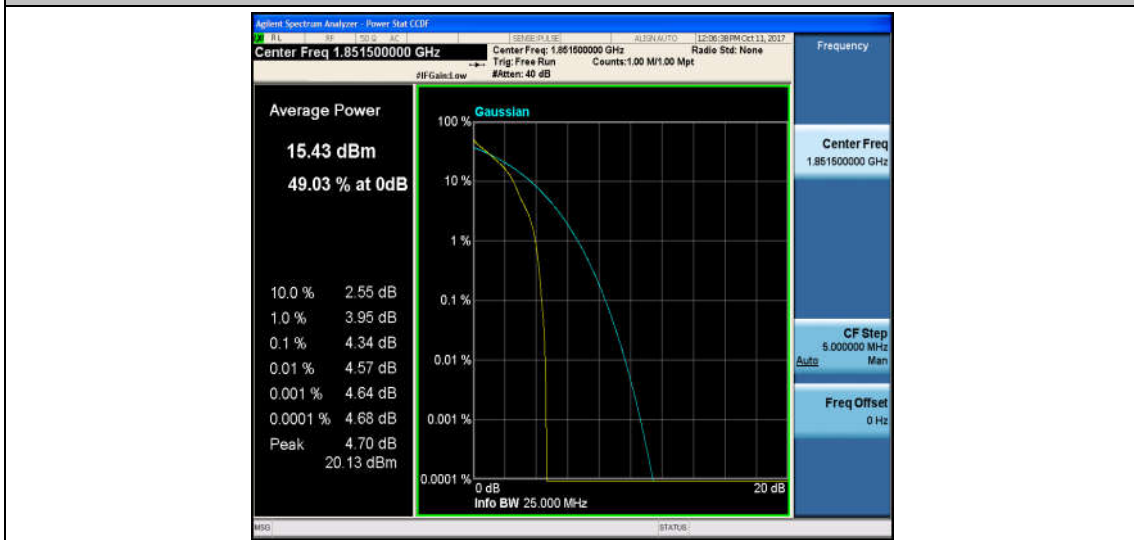 Agilent Spectrum Analyzer - Power Stat CCDF
RL RF 50 Ω AC SENSE:PULSE ALIGN AUTO 12:06:38 PM Oct 11, 2017
Center Freq 1.851500000 GHz
Center Freq: 1.851500000 GHz Radio Std: None
Trig: Free Run Counts:1.00 M/1.00 Mpt
#IFGain:Low #Atten: 40 dB
Frequency
Average Power
15.43 dBm
49.03 % at 0dB
10.0 % 2.55 dB
1.0 % 3.95 dB
0.1 % 4.34 dB
0.01 % 4.57 dB
0.001 % 4.64 dB
0.0001 % 4.68 dB
Peak 4.70 dB
20.13 dBm
Gaussian
100 %
10 %
1 %
0.1 %
0.01 %
0.001 %
0.0001 %
0 dB 20 dB
Info BW 25.000 MHz
Center Freq
1.851500000 GHz
CF Step
5.000000 MHz
Auto Man
Freq Offset
0 Hz
MSG STATUS